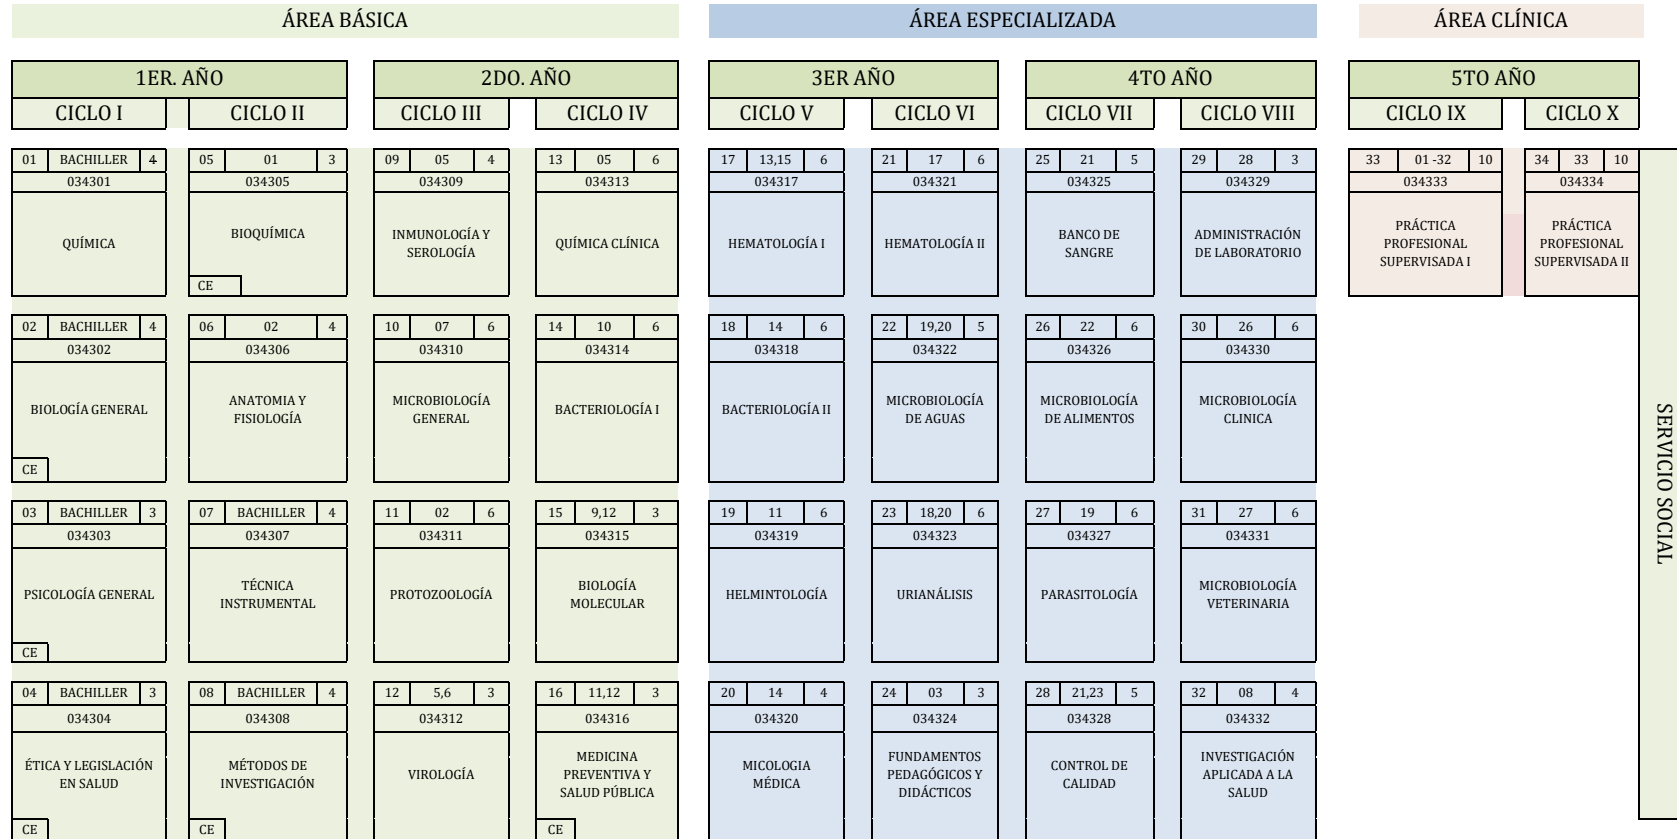 ÁREA BÁSICA ÁREA ESPECIALIZADA ÁREA CLÍNICA
1ER. AÑO 2DO. AÑO 3ER AÑO 4TO AÑO 5TO AÑO
CICLO I CICLO II CICLO III CICLO IV CICLO V CICLO VI CICLO VII CICLO VIII CICLO IX CICLO X
01 BACHILLER 4
034301
QUÍMICA
05 01 3
034305
BIOQUÍMICA
CE
09 05 4
034309
INMUNOLOGÍA Y
SEROLOGÍA
13 05 6
034313
QUÍMICA CLÍNICA
17 13,15 6
034317
HEMATOLOGÍA I
21 17 6
034321
HEMATOLOGÍA II
25 21 5
034325
BANCO DE
SANGRE
29 28 3
034329
ADMINISTRACIÓN
DE LABORATORIO
33 01 -32 10
034333
PRÁCTICA
PROFESIONAL
SUPERVISADA I
34 33 10
034334
PRÁCTICA
PROFESIONAL
SUPERVISADA II
02 BACHILLER 4
034302
BIOLOGÍA GENERAL
CE
06 02 4
034306
ANATOMIA Y
FISIOLOGÍA
10 07 6
034310
MICROBIOLOGÍA
GENERAL
14 10 6
034314
BACTERIOLOGÍA I
18 14 6
034318
BACTERIOLOGÍA II
22 19,20 5
034322
MICROBIOLOGÍA
DE AGUAS
26 22 6
034326
MICROBIOLOGÍA
DE ALIMENTOS
30 26 6
034330
MICROBIOLOGÍA
CLINICA
03 BACHILLER 3
034303
PSICOLOGÍA GENERAL
CE
07 BACHILLER 4
034307
TÉCNICA
INSTRUMENTAL
11 02 6
034311
PROTOZOOLOGÍA
15 9,12 3
034315
BIOLOGÍA
MOLECULAR
19 11 6
034319
HELMINTOLOGÍA
23 18,20 6
034323
URIANÁLISIS
27 19 6
034327
PARASITOLOGÍA
31 27 6
034331
MICROBIOLOGÍA
VETERINARIA
04 BACHILLER 3
034304
ÉTICA Y LEGISLACIÓN
EN SALUD
CE
08 BACHILLER 4
034308
MÉTODOS DE
INVESTIGACIÓN
CE
12 5,6 3
034312
VIROLOGÍA
16 11,12 3
034316
MEDICINA
PREVENTIVA Y
SALUD PÚBLICA
CE
20 14 4
034320
MICOLOGIA
MÉDICA
24 03 3
034324
FUNDAMENTOS
PEDAGÓGICOS Y
DIDÁCTICOS
28 21,23 5
034328
CONTROL DE
CALIDAD
32 08 4
034332
INVESTIGACIÓN
APLICADA A LA
SALUD
SERVICIO SOCIAL